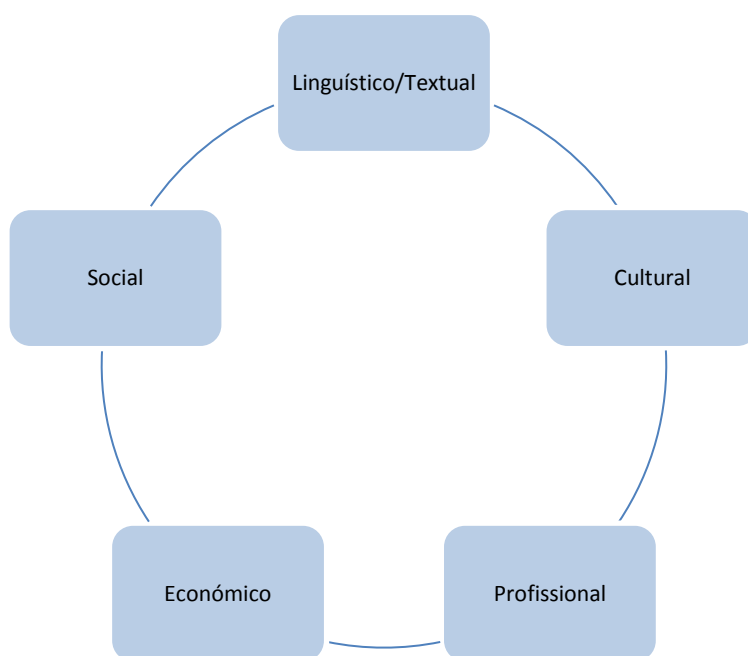 Linguístico/Textual
Social
Cultural
Económico
Profissional